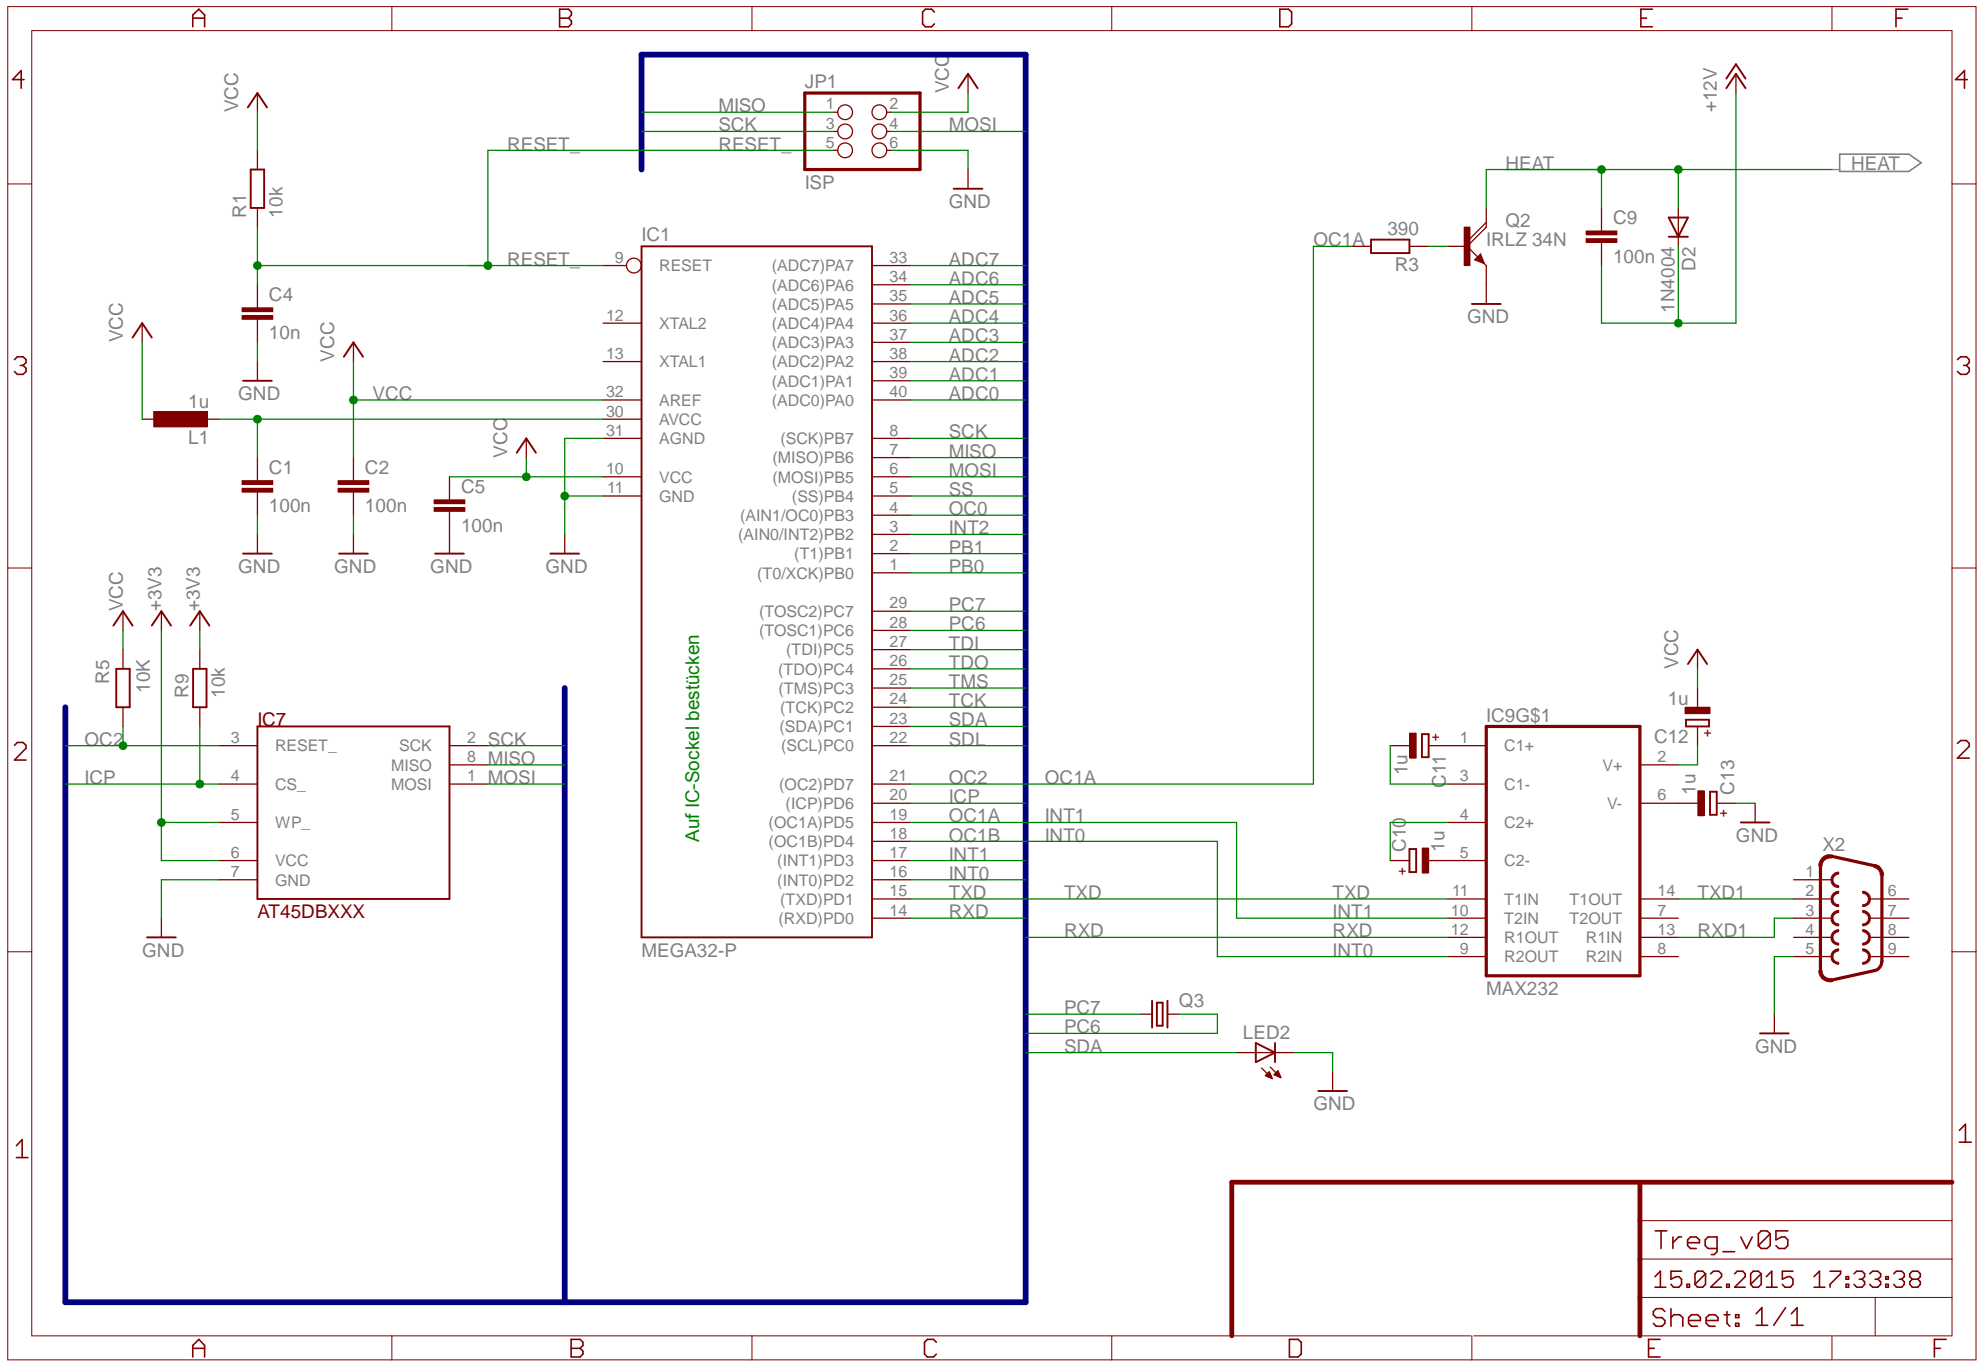 A B C D E F
4
4
VCC
R1
10k
C4
10n
GND
VCC
1u
L1
C1
100n
GND
VCC
VCC
C2
100n
GND
VCC
C5
100n
GND
GND
RESET_
RESET_
JP1
MISO 1 2 VCC
SCK 3 4 MOSI
RESET_ 5 6
ISP
GND
IC1
9 RESET
12 XTAL2
13 XTAL1
32 AREF
30 AVCC
31 AGND
10 VCC
11 GND
(ADC7)PA7 33 ADC7
(ADC6)PA6 34 ADC6
(ADC5)PA5 35 ADC5
(ADC4)PA4 36 ADC4
(ADC3)PA3 37 ADC3
(ADC2)PA2 38 ADC2
(ADC1)PA1 39 ADC1
(ADC0)PA0 40 ADC0
(SCK)PB7 8 SCK
(MISO)PB6 7 MISO
(MOSI)PB5 6 MOSI
(SS)PB4 5 SS
(AIN1/OC0)PB3 4 OC0
(AIN0/INT2)PB2 3 INT2
(T1)PB1 2 PB1
(T0/XCK)PB0 1 PB0
(TOSC2)PC7 29 PC7
(TOSC1)PC6 28 PC6
(TDI)PC5 27 TDI
(TDO)PC4 26 TDO
(TMS)PC3 25 TMS
(TCK)PC2 24 TCK
(SDA)PC1 23 SDA
(SCL)PC0 22 SDL
(OC2)PD7 21 OC2 OC1A
(ICP)PD6 20 ICP
(OC1A)PD5 19 OC1A INT1
(OC1B)PD4 18 OC1B INT0
(INT1)PD3 17 INT1
(INT0)PD2 16 INT0
(TXD)PD1 15 TXD TXD
(RXD)PD0 14 RXD
RXD
Auf IC-Sockel bestücken
MEGA32-P
+12V
HEAT
HEAT
OC1A
390
R3
Q2
IRLZ 34N
GND
C9
100n
1N4004
D2
3
3
VCC
+3V3
+3V3
R5
10K
R9
10k
OC2
ICP
IC7
3 RESET_
4 CS_
5 WP_
6 VCC
7 GND
SCK 2 SCK
MISO 8 MISO
MOSI 1 MOSI
AT45DBXXX
GND
2
2
VCC
1u
C12
1u
C13
GND
1u
C11
C10
1u
IC9G$1
1 C1+
3 C1-
4 C2+
5 C2-
V+ 2
V- 6
TXD 11 T1IN T1OUT 14 TXD1
INT1 10 T2IN T2OUT 7
RXD 12 R1OUT R1IN 13 RXD1
INT0 9 R2OUT R2IN 8
MAX232
X2
1
2 6
3 7
4 8
5 9
GND
PC7
PC6
SDA
Q3
LED2
GND
1
1
Treg_v05
15.02.2015 17:33:38
Sheet: 1/1
A B C D E F